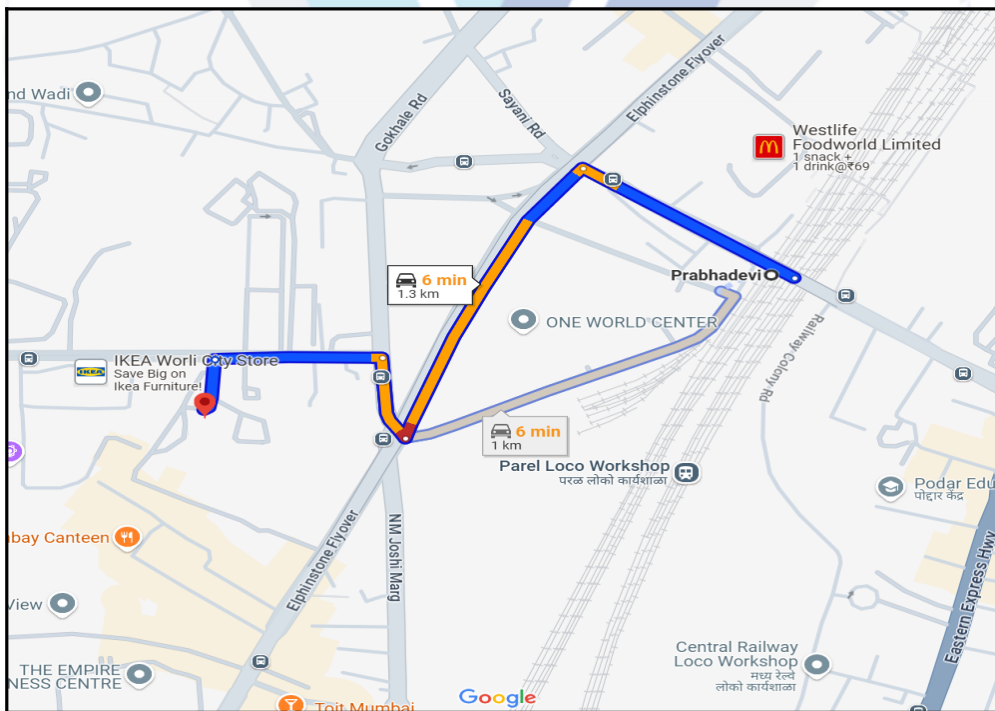 Elphinstone Flyover
nd Wadi
Gokhale Rd
Sayani Rd
Westlife
Foodworld Limited
1 snack +
1 drink@₹69
6 min
1.3 km
Prabhadevi
ONE WORLD CENTER
Railway Colony Rd
IKEA
IKEA Worli City Store
Save Big on
Ikea Furniture!
6 min
1 km
Parel Loco Workshop
परळ लोको कार्यशाळा
Podar Edu
पोद्दार केंद्र
bay Canteen
Elphinstone Flyover
NM Joshi Marg
Eastern Express Hwy
View
Central Railway
Loco Workshop
मध्य रेल्वे
लोको कार्यशाळा
THE EMPIRE
NESS CENTRE
Google
Toit Mumbai